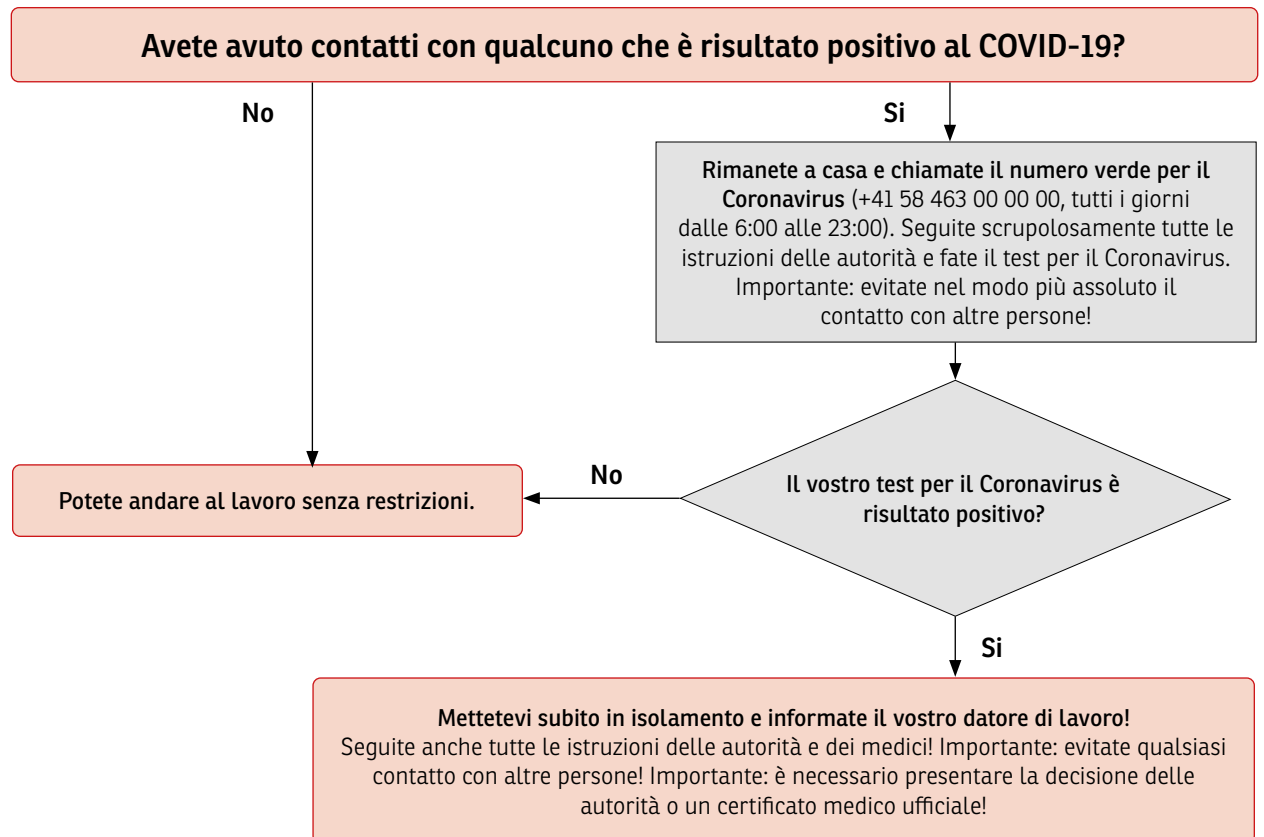 Avete avuto contatti con qualcuno che è risultato positivo al COVID-19?
No
Si
Rimanete a casa e chiamate il numero verde per il
Coronavirus (+41 58 463 00 00 00, tutti i giorni
dalle 6:00 alle 23:00). Seguite scrupolosamente tutte le
istruzioni delle autorità e fate il test per il Coronavirus.
Importante: evitate nel modo più assoluto il
contatto con altre persone!
Potete andare al lavoro senza restrizioni.
No
Il vostro test per il Coronavirus è
risultato positivo?
Si
Mettetevi subito in isolamento e informate il vostro datore di lavoro!
Seguite anche tutte le istruzioni delle autorità e dei medici! Importante: evitate qualsiasi
contatto con altre persone! Importante: è necessario presentare la decisione delle
autorità o un certificato medico ufficiale!